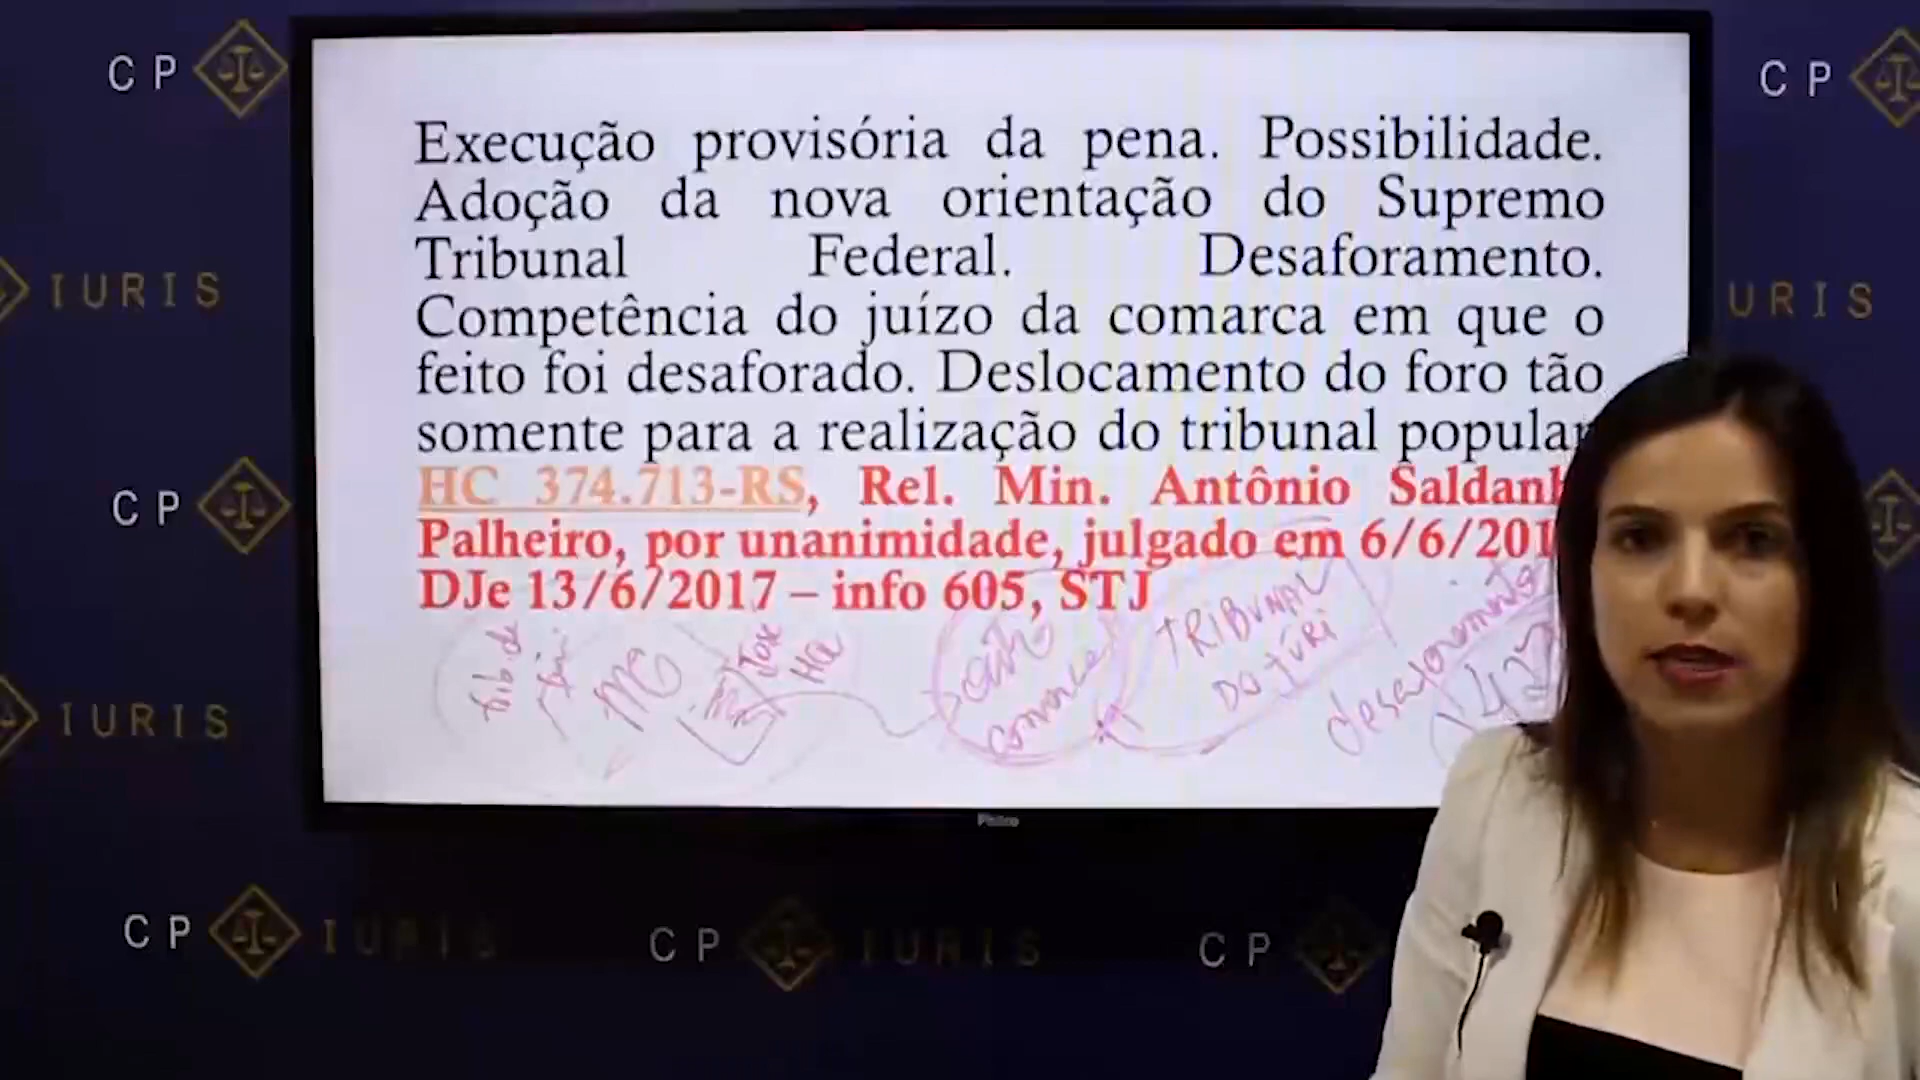 CP
CP
Execução provisória da pena. Possibilidade.
Adoção da nova orientação do Supremo
Tribunal Federal. Desaforamento.
Competência do juízo da comarca em que o
IURIS
URIS
feito foi desaforado. Deslocamento do foro tão
somente para a realização do tribunal popular
HC 374.713-RS, Rel. Min. Antônio Saldanh
CP
Palheiro, por unanimidade, julgado em 6/6/201
DJe 13/6/2017 – info 605, STJ
TRIBUNAL
DO JÚRI
desaforamento
427
IURIS
CP IURIS
CP IURIS
CP